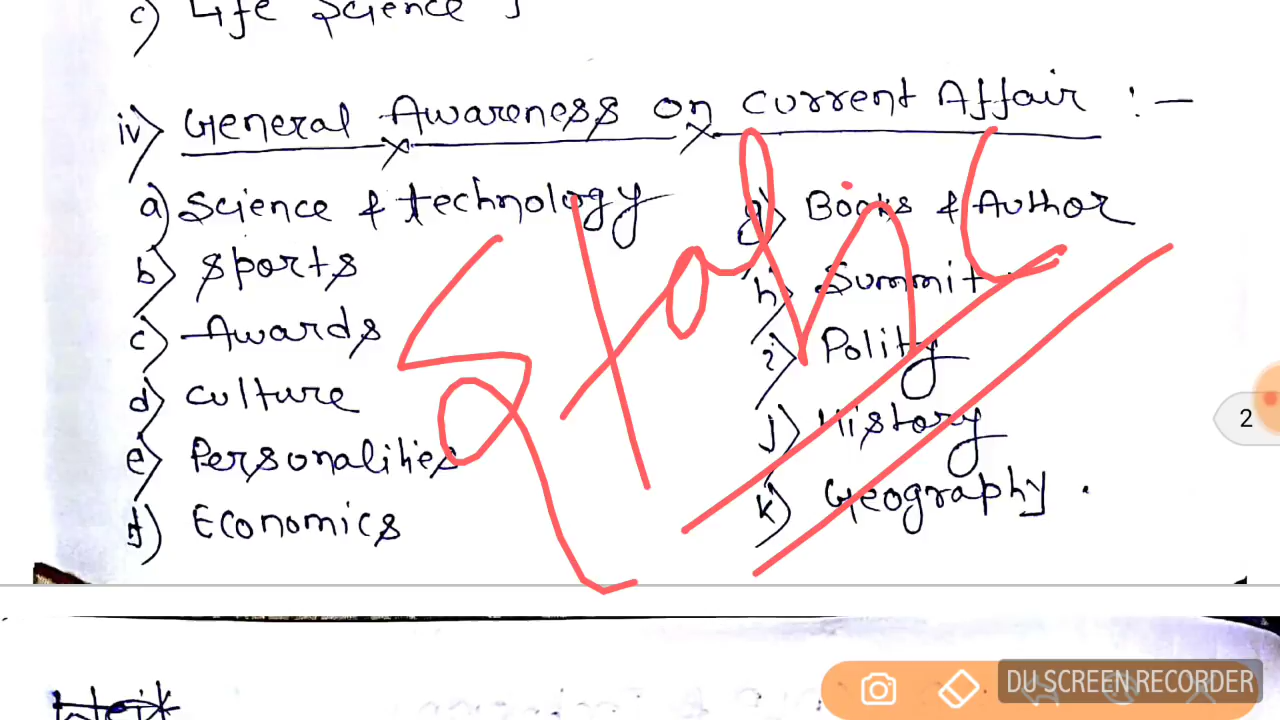 c) Life Science
iv) General Awareness on Current Affair :-
a) Science & technology
b) Sports
c) Awards
d) Culture
e) Personalities
f) Economics
g) Books & Author
h) Summit
i) Polity
j) History
k) Geography .
Static
2
DU SCREEN RECORDER